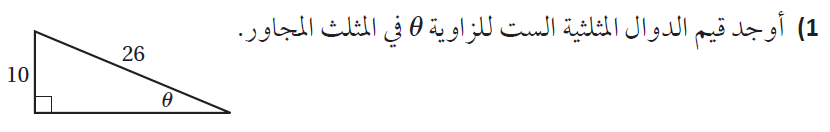 1) أوجد قيم الدوال المثلثية الست للزاوية θ في المثلث المجاور.
26
10
θ